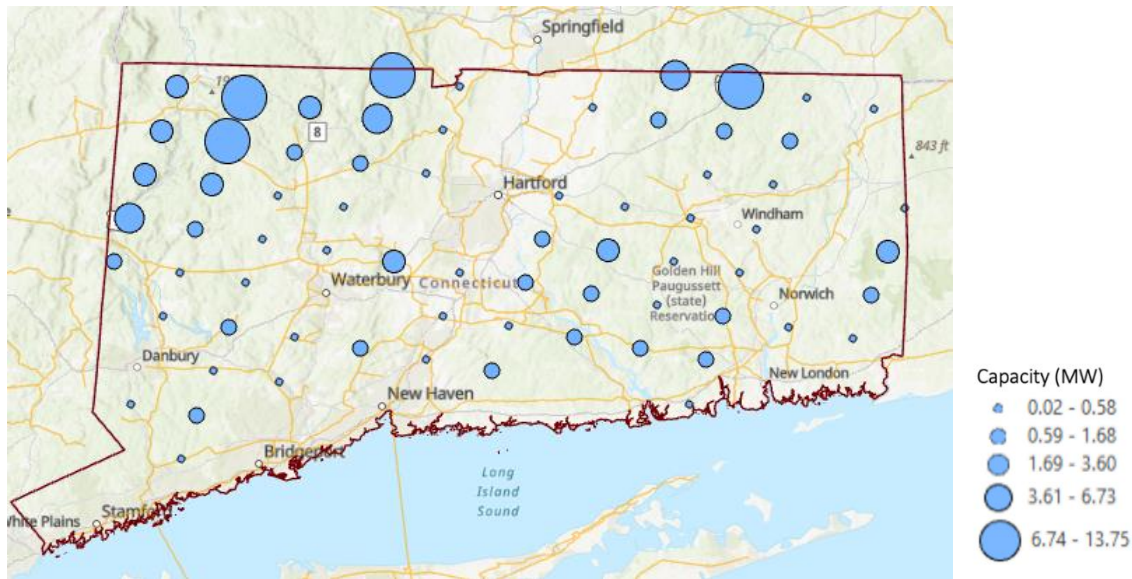 Springfield
8
843 ft
Hartford
Windham
Waterbury
Connecticut
Golden Hill
Paugussett
(state)
Reservatio
Norwich
Danbury
New London
New Haven
Bridgeport
Long
Island
Sound
White Plains
Stamford
Capacity (MW)
0.02 - 0.58
0.59 - 1.68
1.69 - 3.60
3.61 - 6.73
6.74 - 13.75